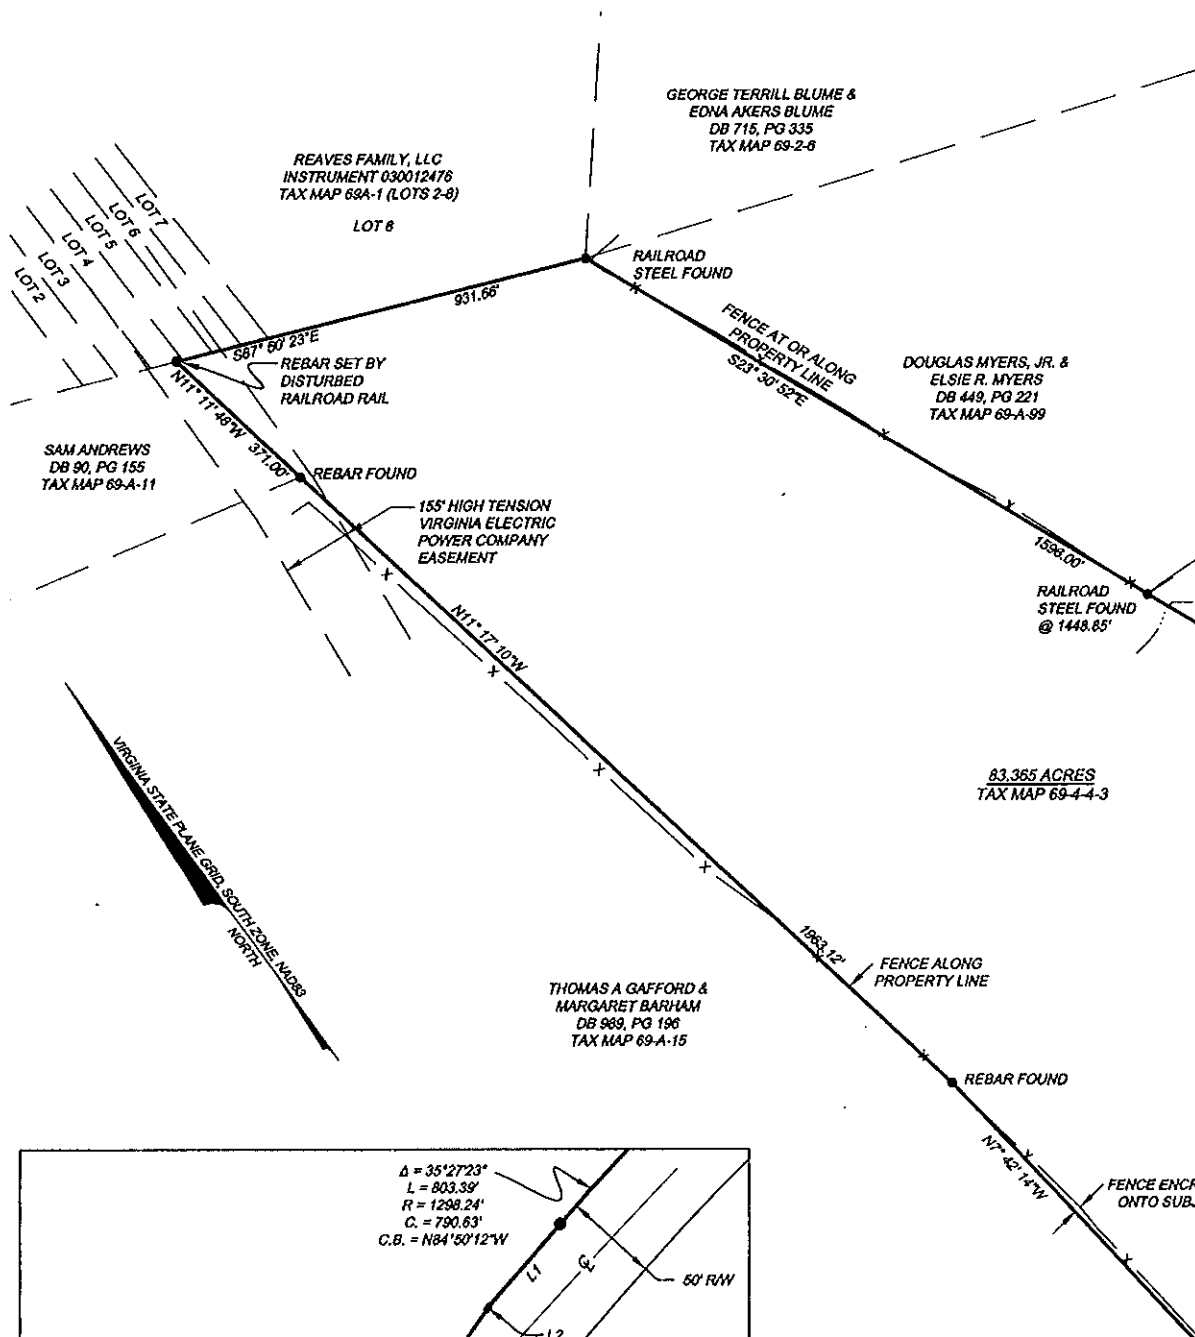 GEORGE TERRILL BLUME &
EDNA AKERS BLUME
DB 715, PG 335
TAX MAP 69-2-6
REAVES FAMILY, LLC
INSTRUMENT 030012476
TAX MAP 69A-1 (LOTS 2-8)
LOT 8
LOT 7
LOT 6
LOT 5
LOT 4
LOT 3
LOT 2
RAILROAD
STEEL FOUND
931.66'
S87° 50' 23"E
REBAR SET BY
DISTURBED
RAILROAD RAIL
FENCE AT OR ALONG
PROPERTY LINE
S23° 30' 52"E
DOUGLAS MYERS, JR. &
ELSIE R. MYERS
DB 449, PG 221
TAX MAP 69-A-99
N11° 11' 48"W
371.00'
SAM ANDREWS
DB 90, PG 155
TAX MAP 69-A-11
REBAR FOUND
155' HIGH TENSION
VIRGINIA ELECTRIC
POWER COMPANY
EASEMENT
1596.00'
RAILROAD
STEEL FOUND
@ 1448.85'
N11° 17' 10"W
VIRGINIA STATE PLANE GRID, SOUTH ZONE, NAD83
NORTH
83.365 ACRES
TAX MAP 69-4-4-3
1963.12'
FENCE ALONG
PROPERTY LINE
THOMAS A GAFFORD &
MARGARET BARHAM
DB 969, PG 196
TAX MAP 69-A-15
REBAR FOUND
N7° 42' 14"W
FENCE ENCR
ONTO SUB
Δ = 35°27'23"
L = 803.39'
R = 1298.24'
C. = 790.63'
C.B. = N84°50'12"W
L1
CL
50' R/W
L2